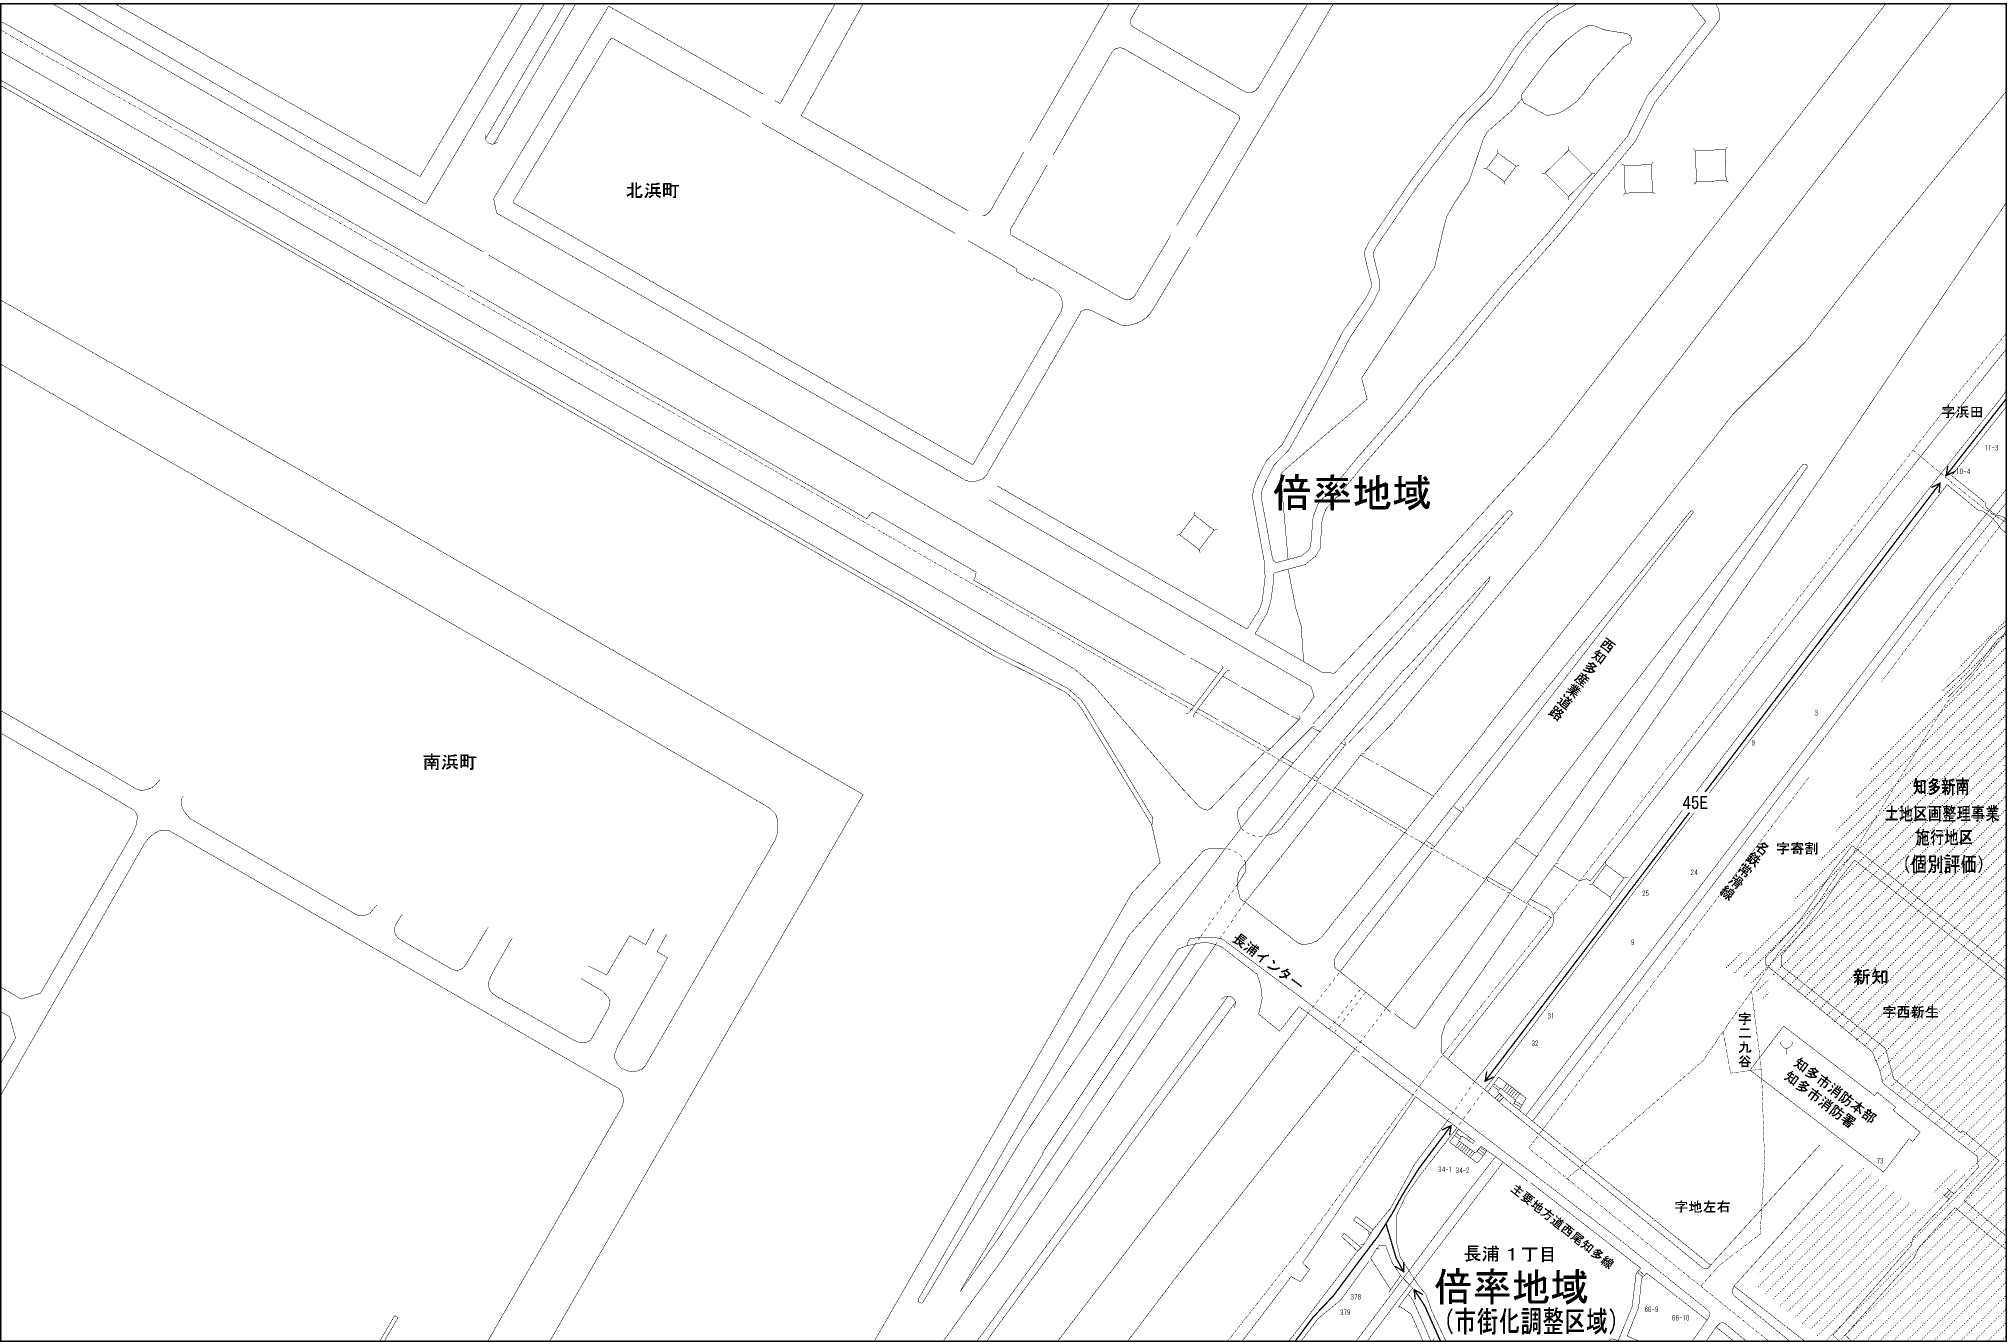 北浜町
字浜田
11-3
10-4
倍率地域
西知多産業道路
3
9
南浜町
45E
知多新南
土地区画整理事業
施行地区
(個別評価)
名鉄常滑線
字寄割
24
25
9
長浦インター
新知
字西新生
31
32
字二九谷
知多市消防本部
知多市消防署
73
34-1
34-2
主要地方道西尾知多線
字地左右
長浦1丁目
倍率地域
(市街化調整区域)
378
379
66-9
66-10